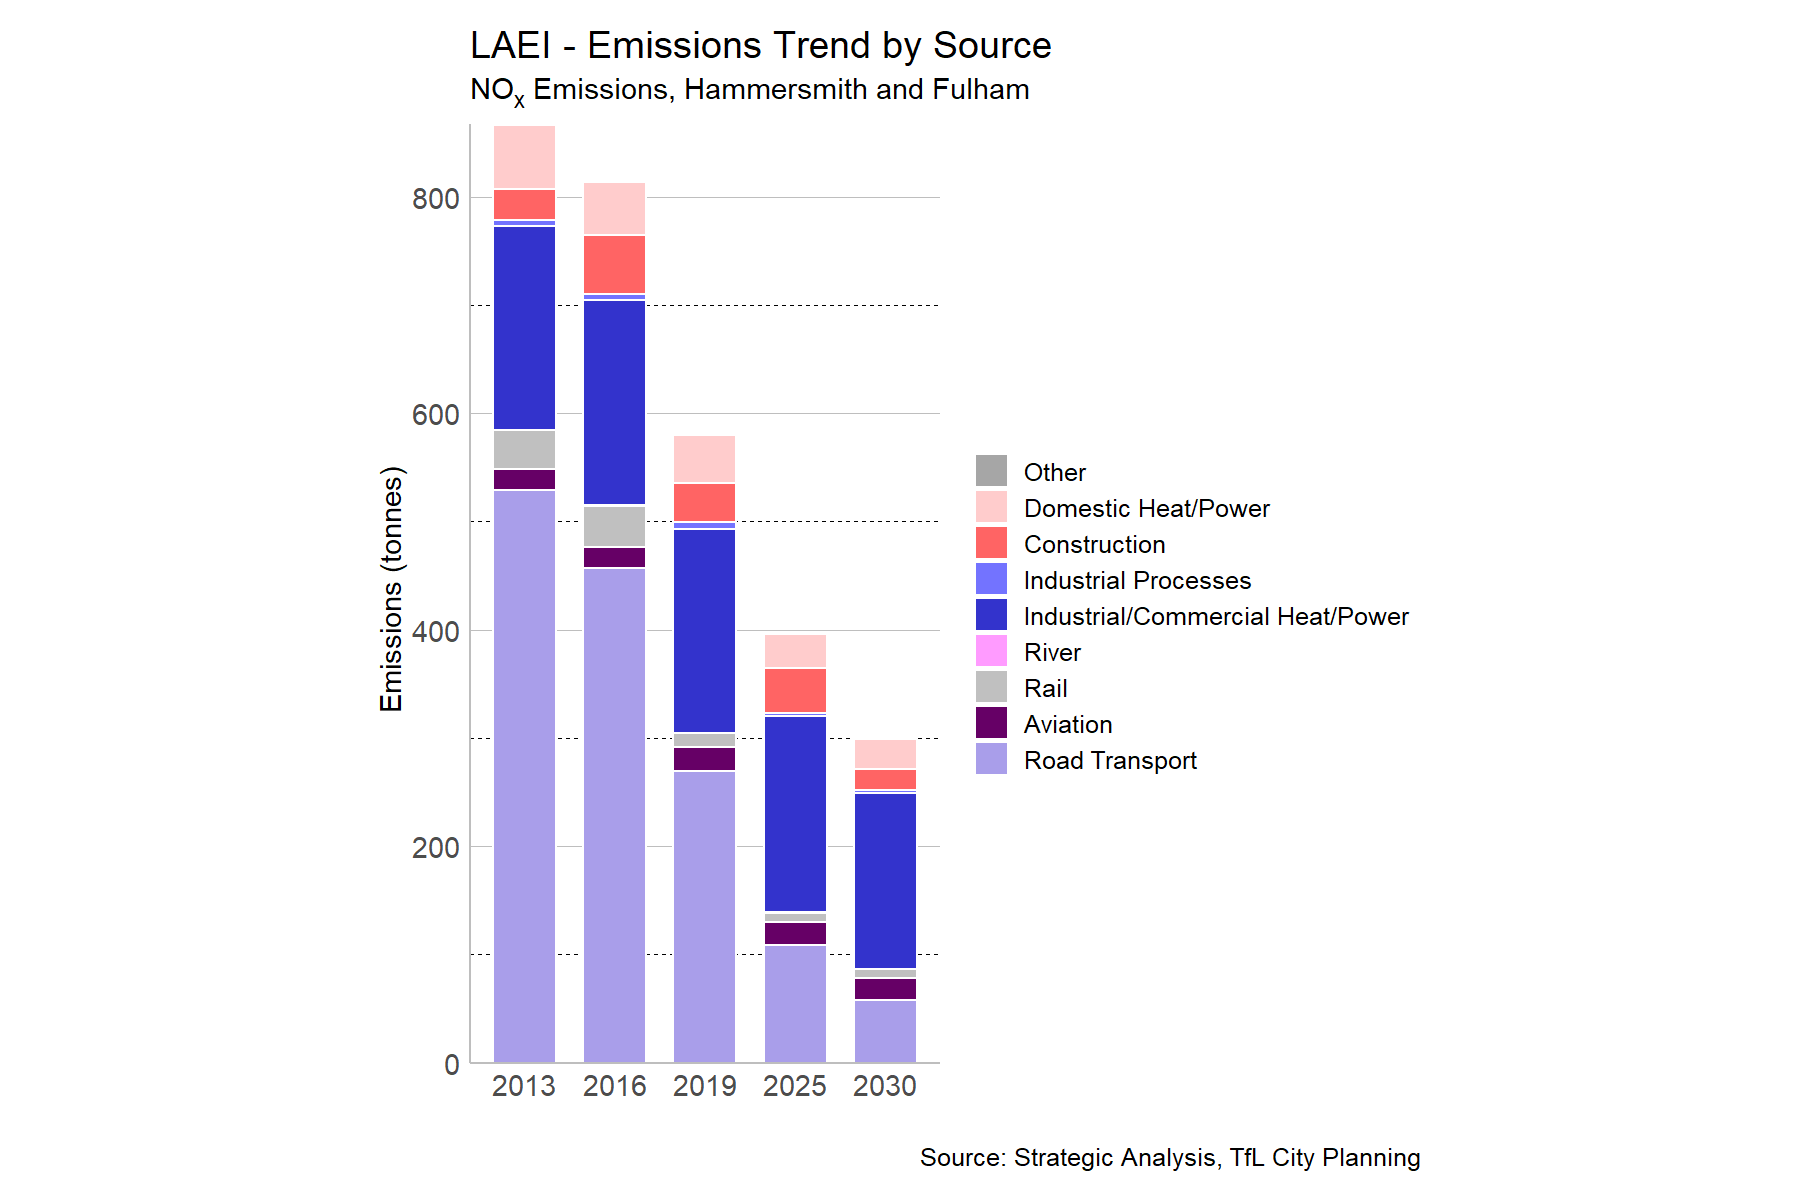 LAEI - Emissions Trend by Source
NOx Emissions, Hammersmith and Fulham
Emissions (tonnes)
800
600
400
200
0
2013 2016 2019 2025 2030
Other
Domestic Heat/Power
Construction
Industrial Processes
Industrial/Commercial Heat/Power
River
Rail
Aviation
Road Transport
Source: Strategic Analysis, TfL City Planning